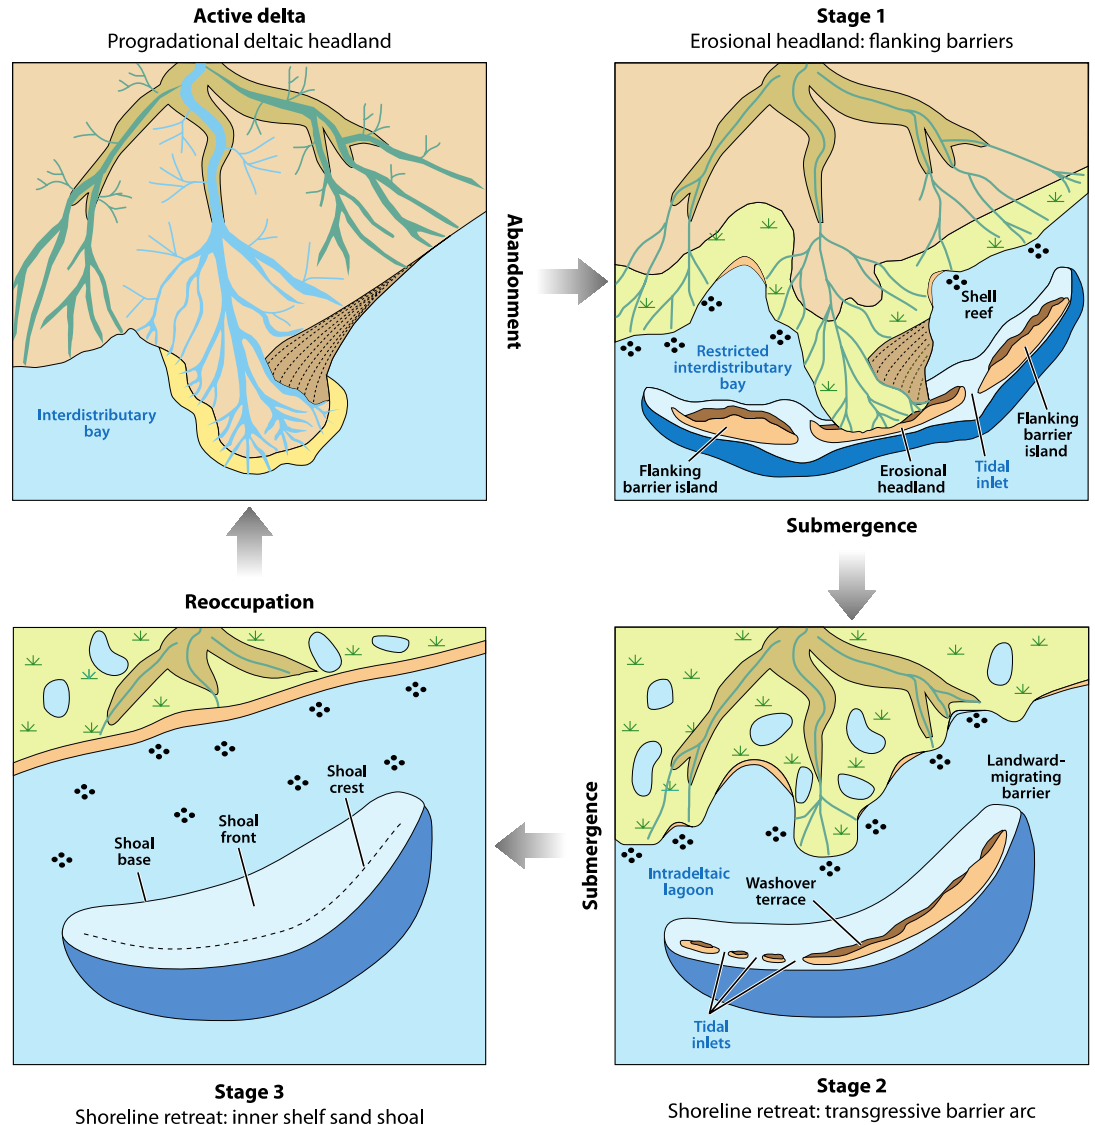 Active delta
Progradational deltaic headland
Interdistributary
bay
Abandonment
Stage 1
Erosional headland: flanking barriers
Shell
reef
Restricted
interdistributary
bay
Flanking
barrier
island
Flanking
barrier island
Erosional
headland
Tidal
inlet
Submergence
Landward-
migrating
barrier
Intradeltaic
lagoon
Washover
terrace
Tidal
inlets
Stage 2
Shoreline retreat: transgressive barrier arc
Submergence
Reoccupation
Shoal
crest
Shoal
front
Shoal
base
Stage 3
Shoreline retreat: inner shelf sand shoal